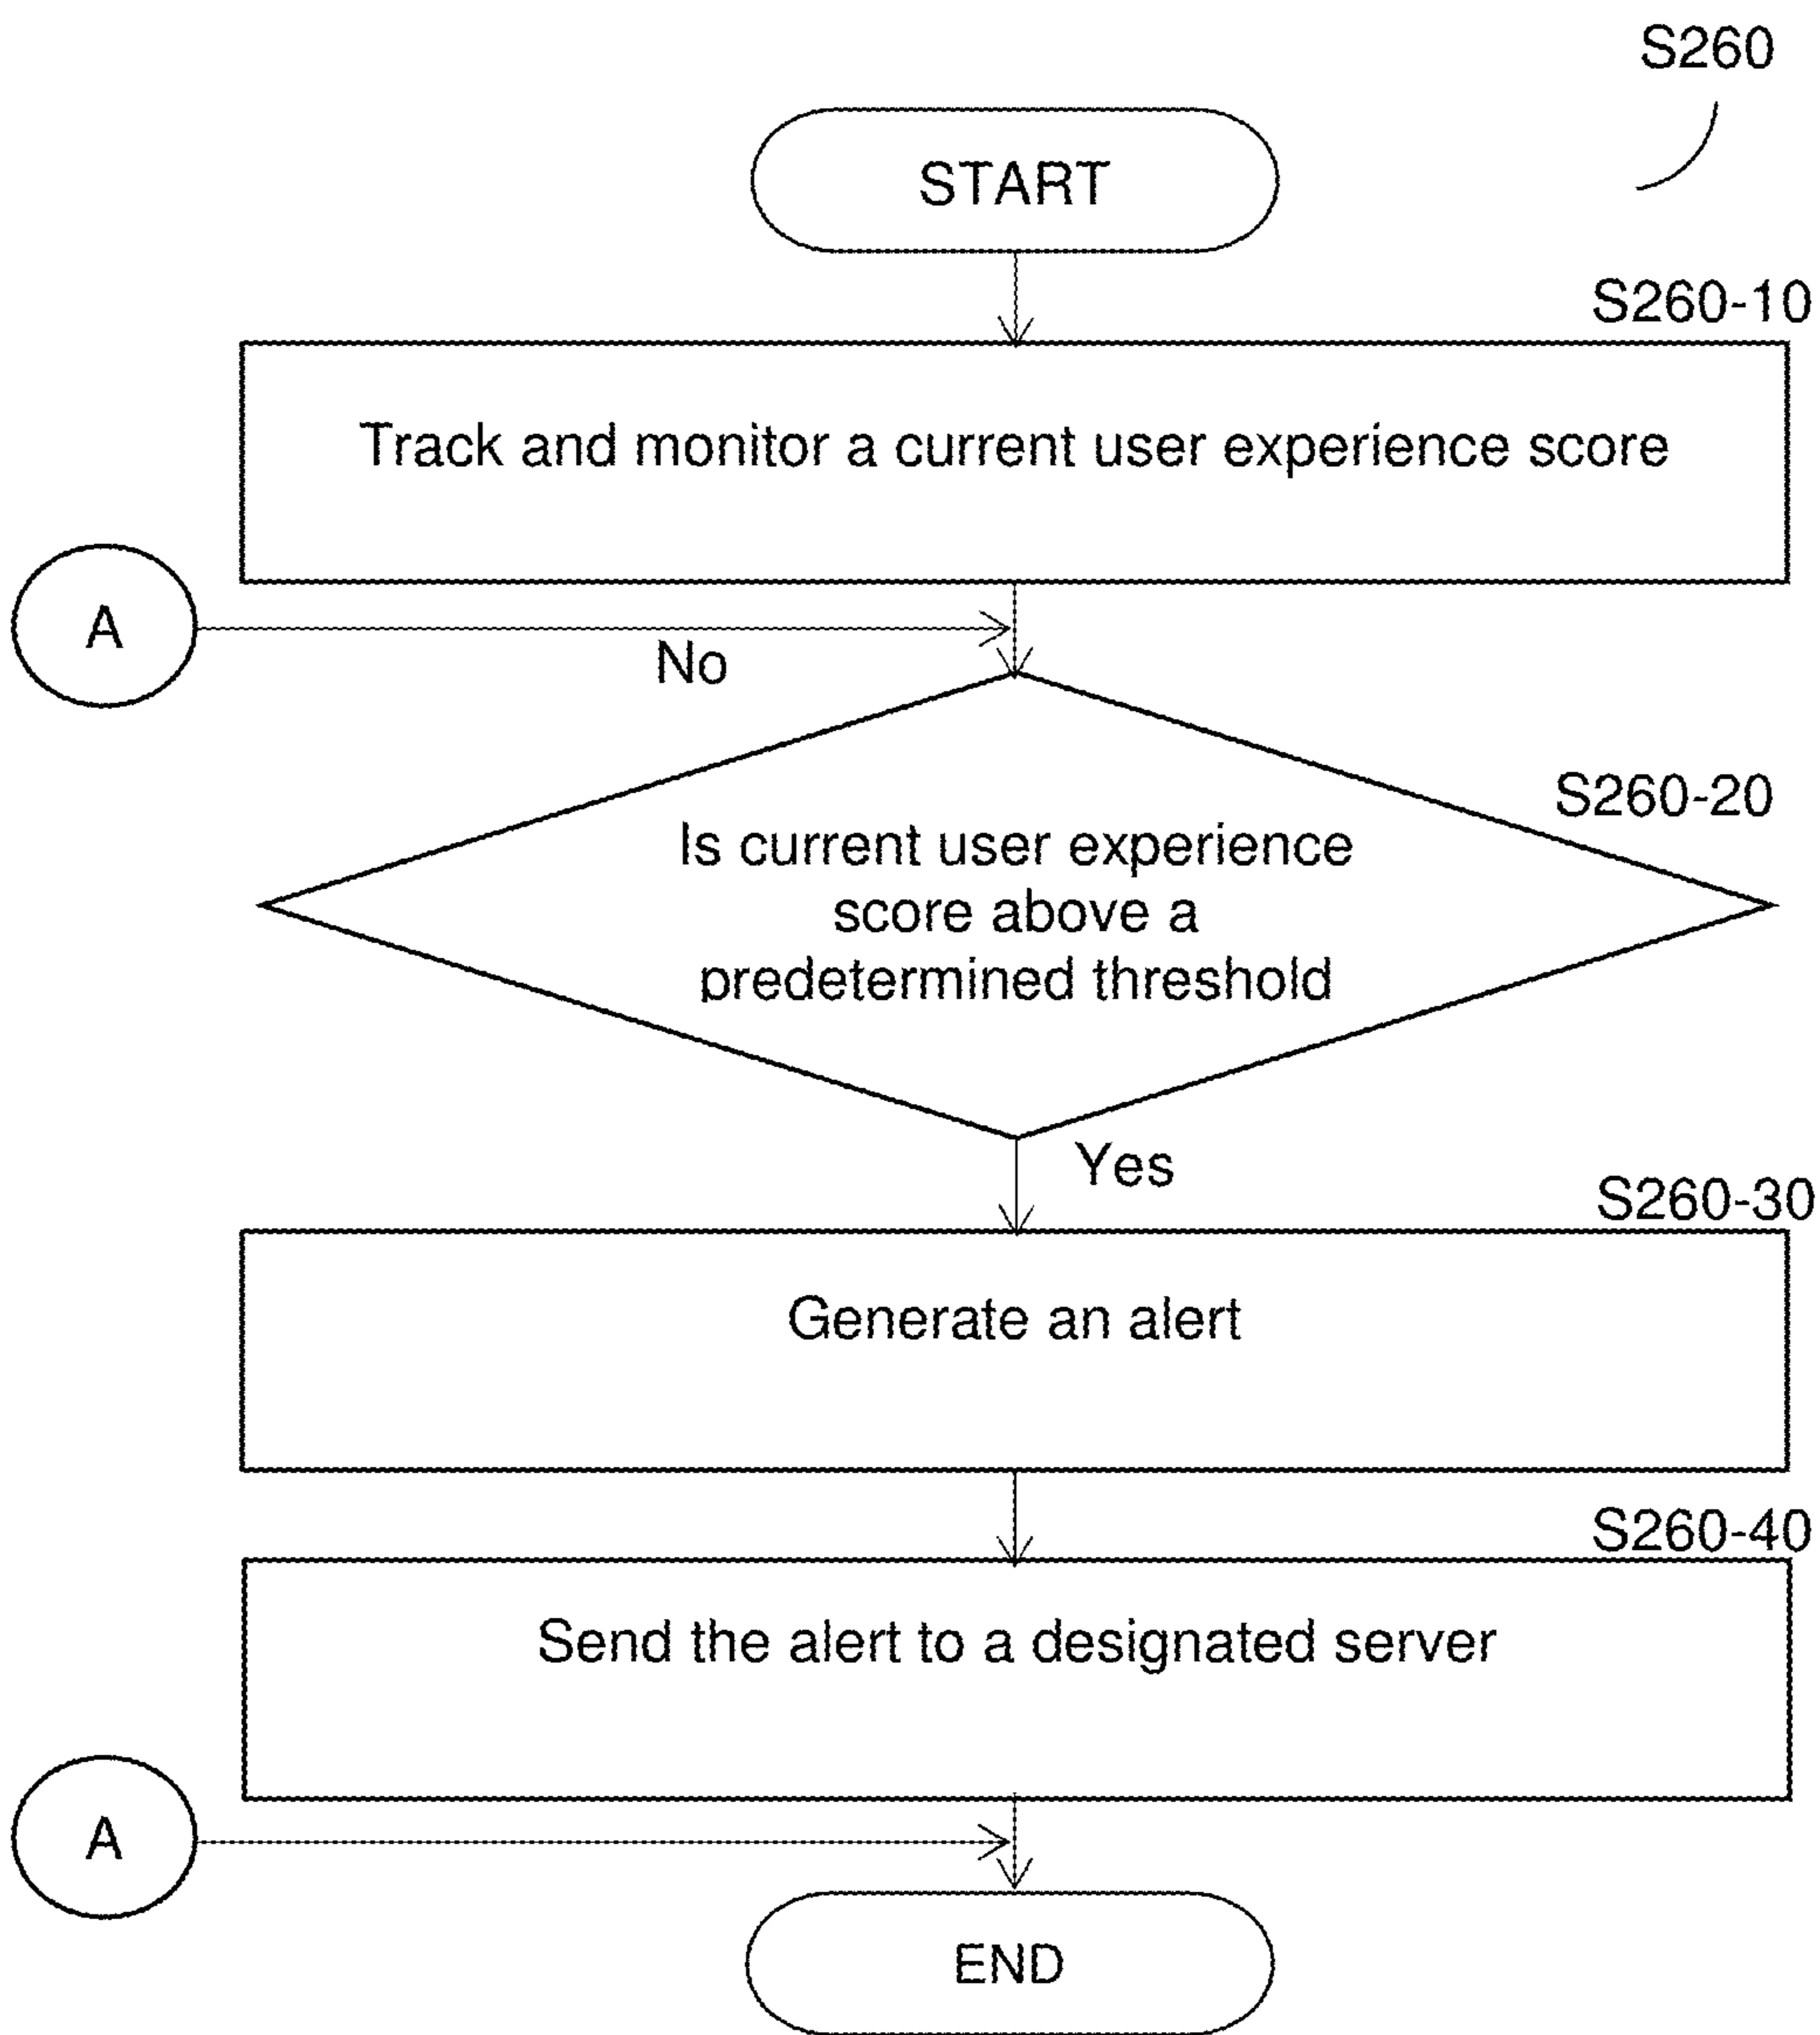 S260
START
S260-10
Track and monitor a current user experience score
A
No
S260-20
Is current user experience
score above a
predetermined threshold
Yes
S260-30
Generate an alert
S260-40
Send the alert to a designated server
A
END